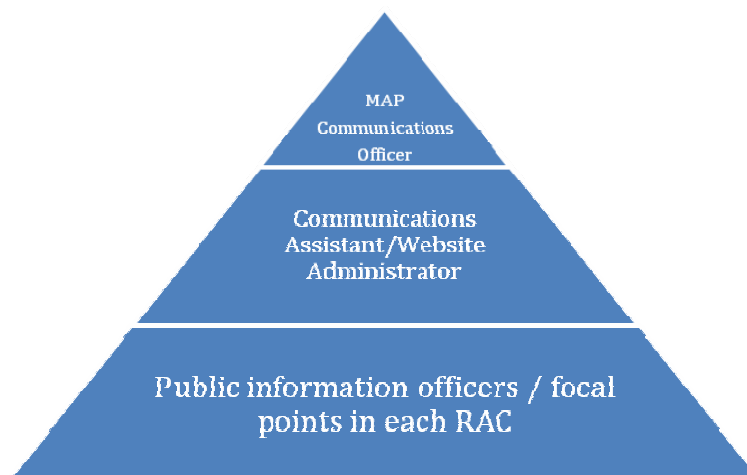 MAP
Communications
Officer
Communications
Assistant/Website
Administrator
Public information officers / focal
points in each RAC